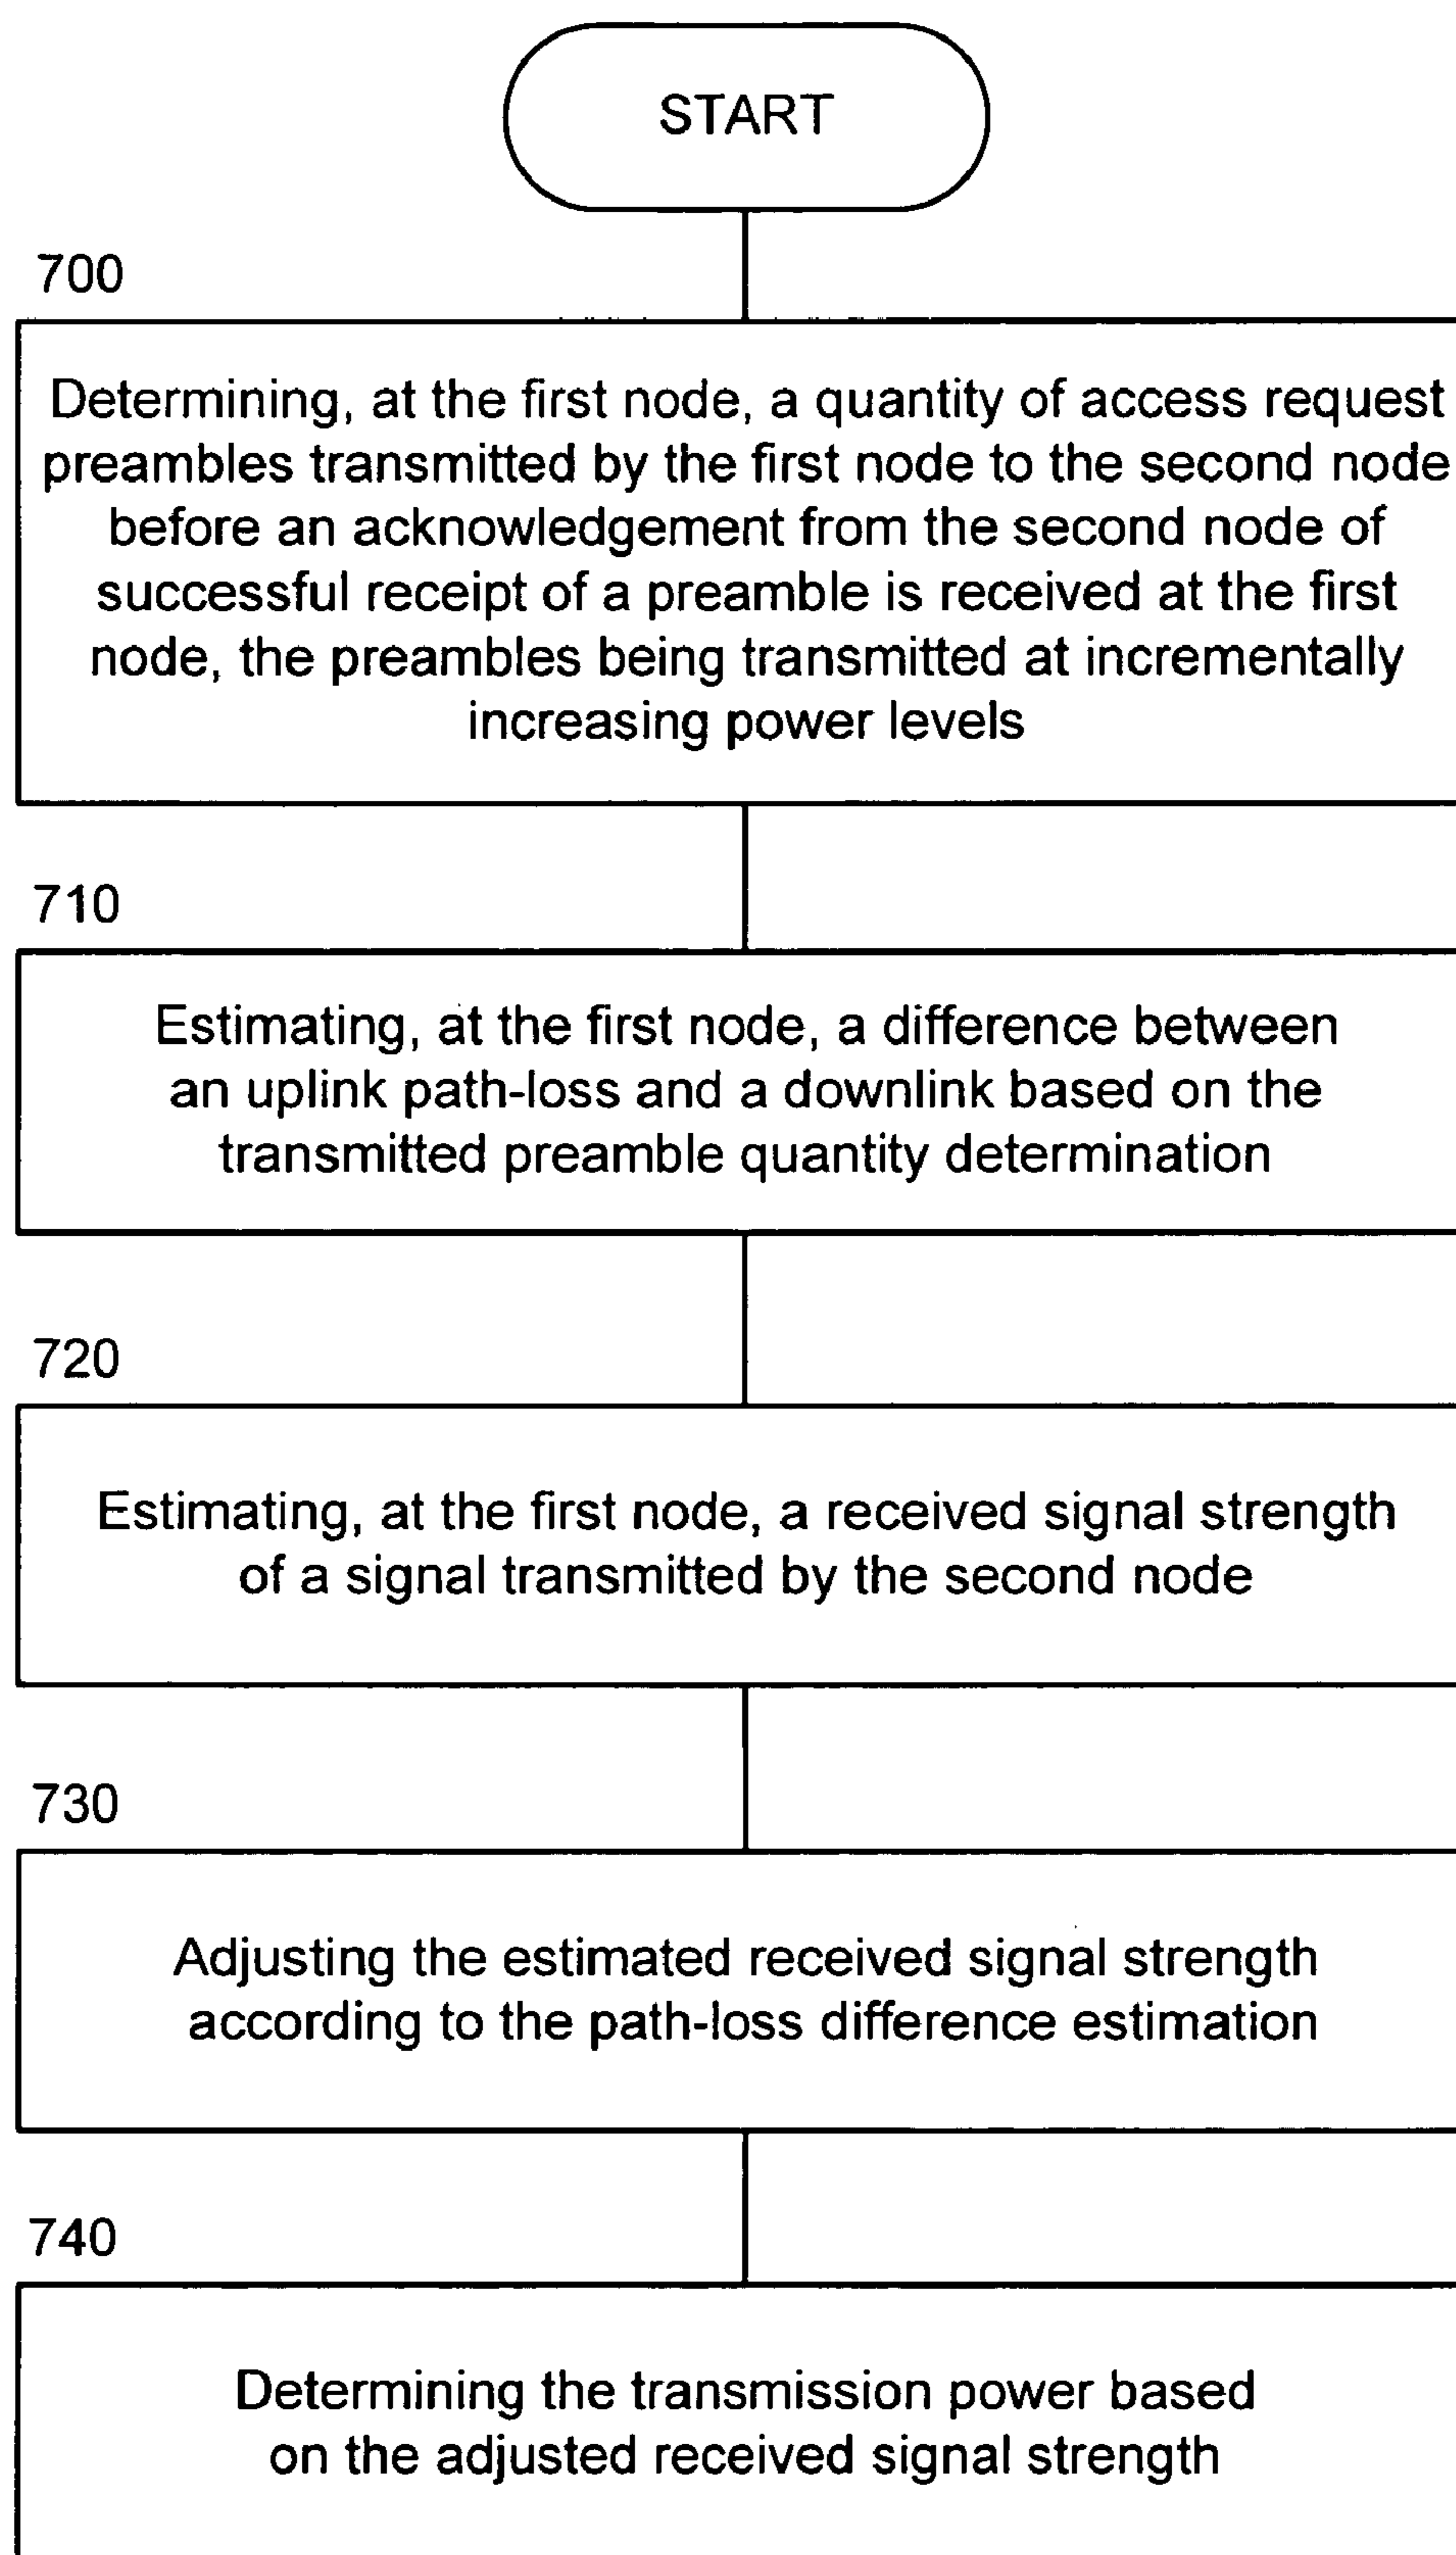 START
700
Determining, at the first node, a quantity of access request
preambles transmitted by the first node to the second node
before an acknowledgement from the second node of
successful receipt of a preamble is received at the first
node, the preambles being transmitted at incrementally
increasing power levels
710
Estimating, at the first node, a difference between
an uplink path-loss and a downlink based on the
transmitted preamble quantity determination
720
Estimating, at the first node, a received signal strength
of a signal transmitted by the second node
730
Adjusting the estimated received signal strength
according to the path-loss difference estimation
740
Determining the transmission power based
on the adjusted received signal strength